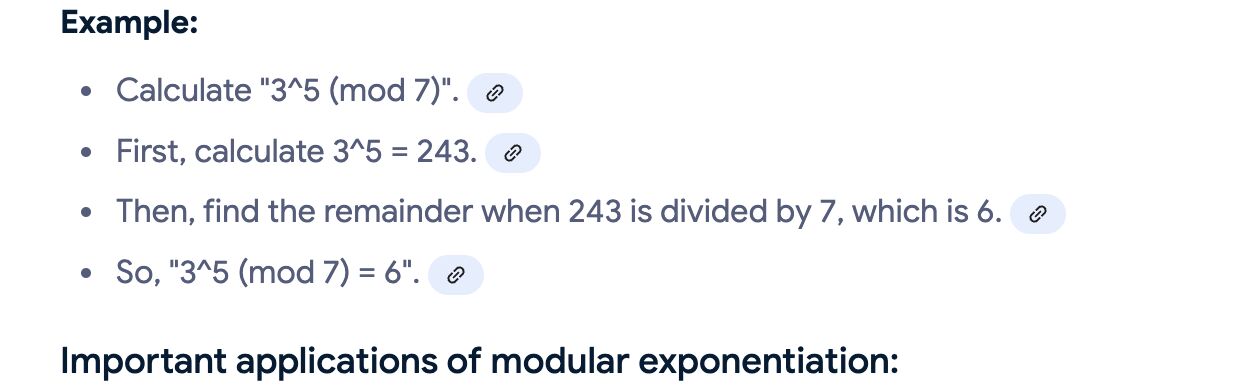 Example:
• Calculate "3^5 (mod 7)".
• First, calculate 3^5 = 243.
• Then, find the remainder when 243 is divided by 7, which is 6.
• So, "3^5 (mod 7) = 6".
Important applications of modular exponentiation: